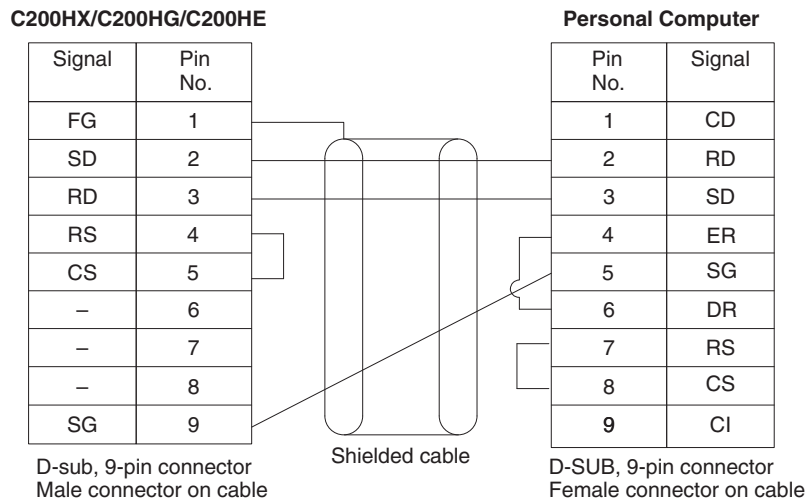 C200HX/C200HG/C200HE
Signal Pin No.
FG 1
SD 2
RD 3
RS 4
CS 5
– 6
– 7
– 8
SG 9
D-sub, 9-pin connector
Male connector on cable
Shielded cable
Personal Computer
Pin No. Signal
1 CD
2 RD
3 SD
4 ER
5 SG
6 DR
7 RS
8 CS
9 CI
D-SUB, 9-pin connector
Female connector on cable